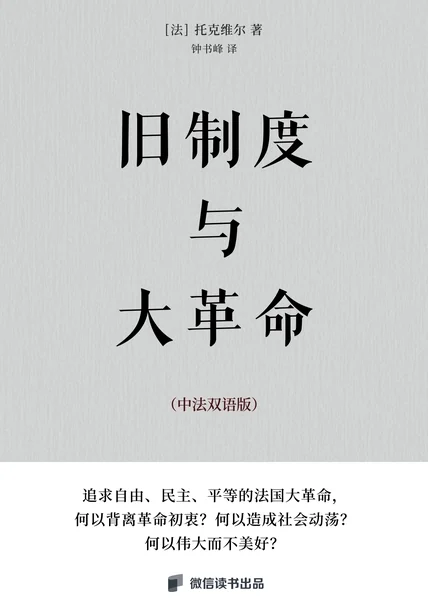 [法] 托克维尔 著
钟书峰 译
旧制度
与
大革命
（中法双语版）
追求自由、民主、平等的法国大革命，
何以背离革命初衷？何以造成社会动荡？
何以伟大而不美好？
微信读书出品